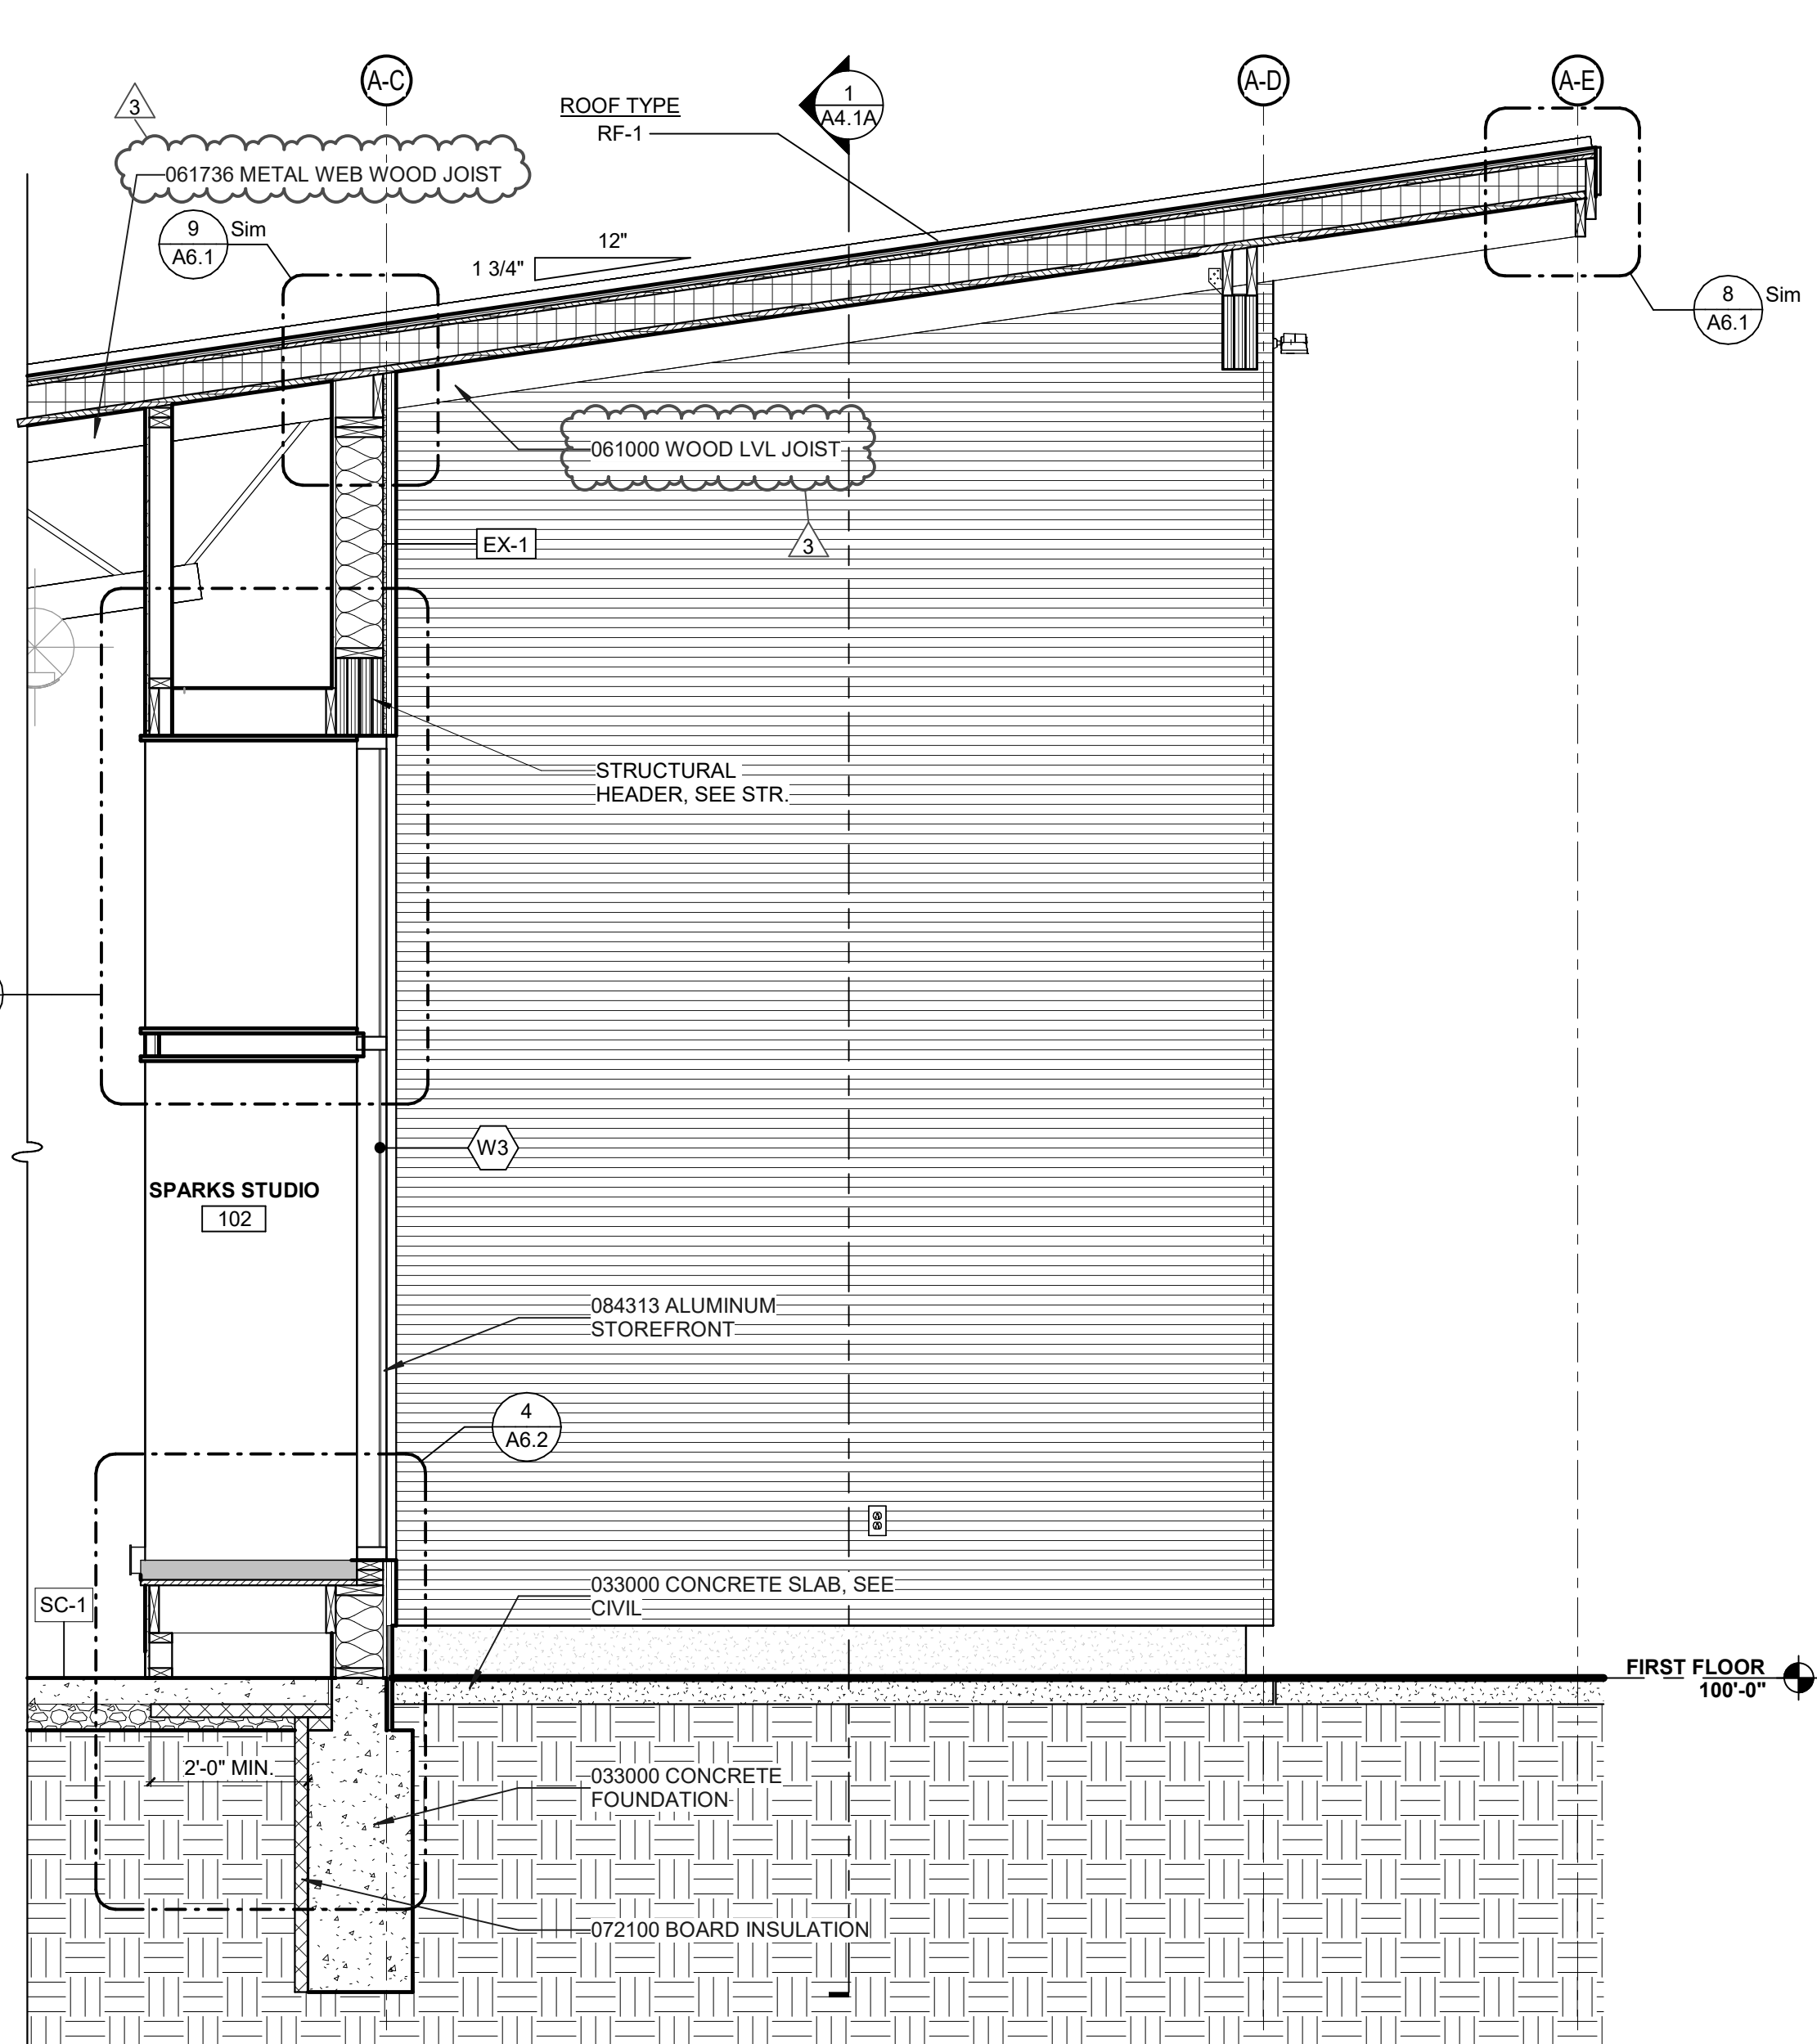 A-C
A-D
A-E
3
ROOF TYPE
RF-1
1
A4.1A
061736 METAL WEB WOOD JOIST
9
A6.1
Sim
12"
1 3/4"
8
A6.1
Sim
061000 WOOD LVL JOIST
EX-1
3
STRUCTURAL
HEADER, SEE STR.
W3
SPARKS STUDIO
102
084313 ALUMINUM
STOREFRONT
4
A6.2
033000 CONCRETE SLAB, SEE
CIVIL
SC-1
FIRST FLOOR
100'-0"
2'-0" MIN.
033000 CONCRETE
FOUNDATION
072100 BOARD INSULATION